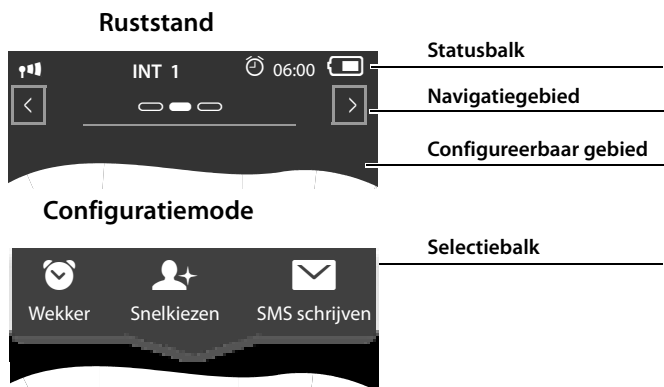 Ruststand
Statusbalk
INT 1 06:00
Navigatiegebied
Configureerbaar gebied
Configuratiemode
Selectiebalk
Wekker Snelkiezen SMS schrijven